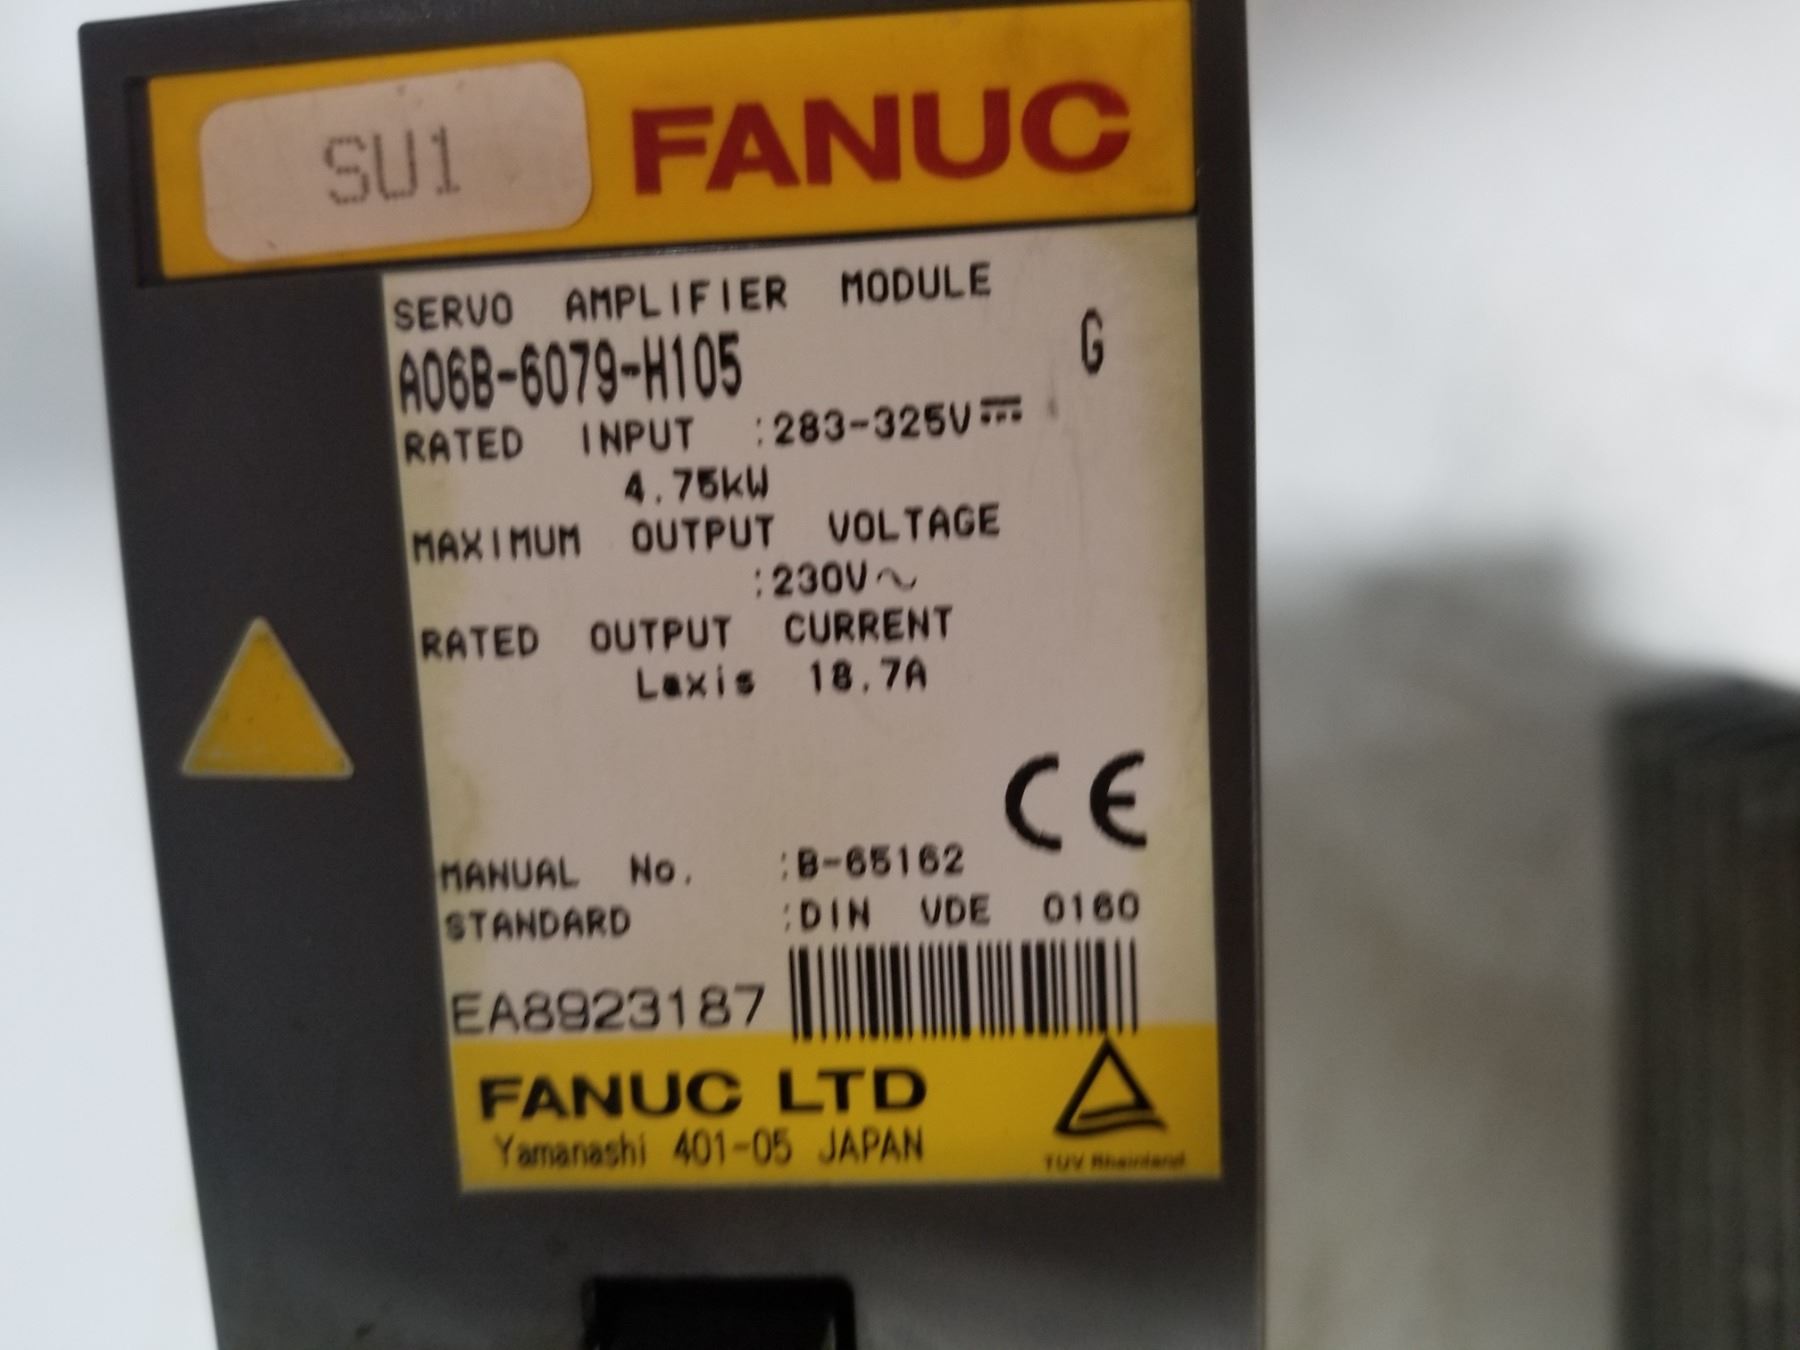 SU1 FANUC
SERVO AMPLIFIER MODULE
A06B-6079-H105 G
RATED INPUT :283-325V⎓
4.75kW
MAXIMUM OUTPUT VOLTAGE
:230V~
RATED OUTPUT CURRENT
Laxis 18.7A
CE
MANUAL No. :B-65162
STANDARD :DIN VDE 0160
EA8923187
FANUC LTD
Yamanashi 401-05 JAPAN
TUV Rheinland